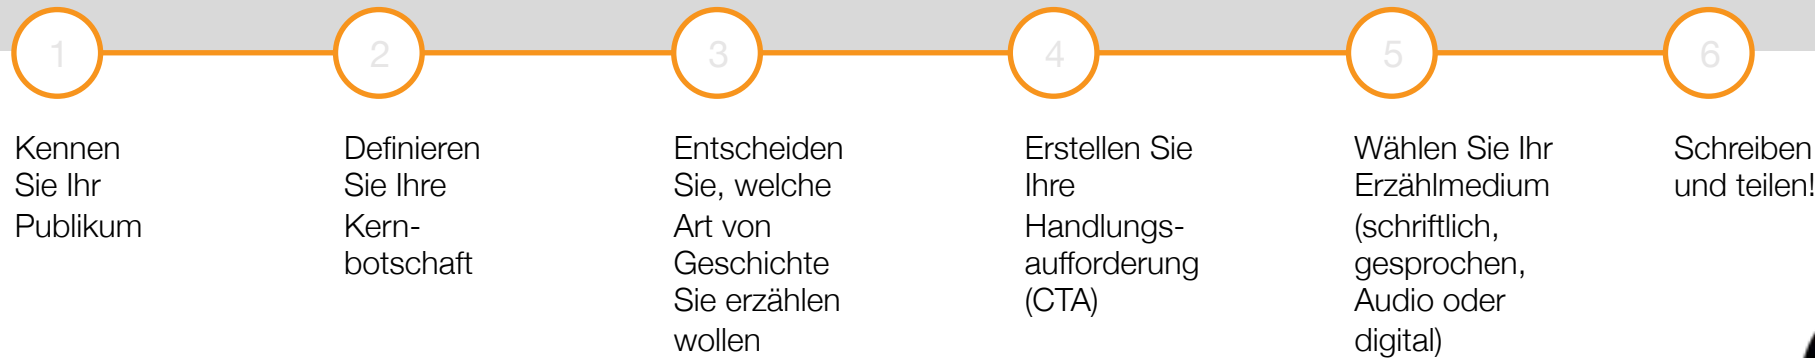 1
Kennen
Sie Ihr
Publikum
2
Definieren
Sie Ihre
Kern-
botschaft
3
Entscheiden
Sie, welche
Art von
Geschichte
Sie erzählen
wollen
4
Erstellen Sie
Ihre
Handlungs-
aufforderung
(CTA)
5
Wählen Sie Ihr
Erzählmedium
(schriftlich,
gesprochen,
Audio oder
digital)
6
Schreiben
und teilen!